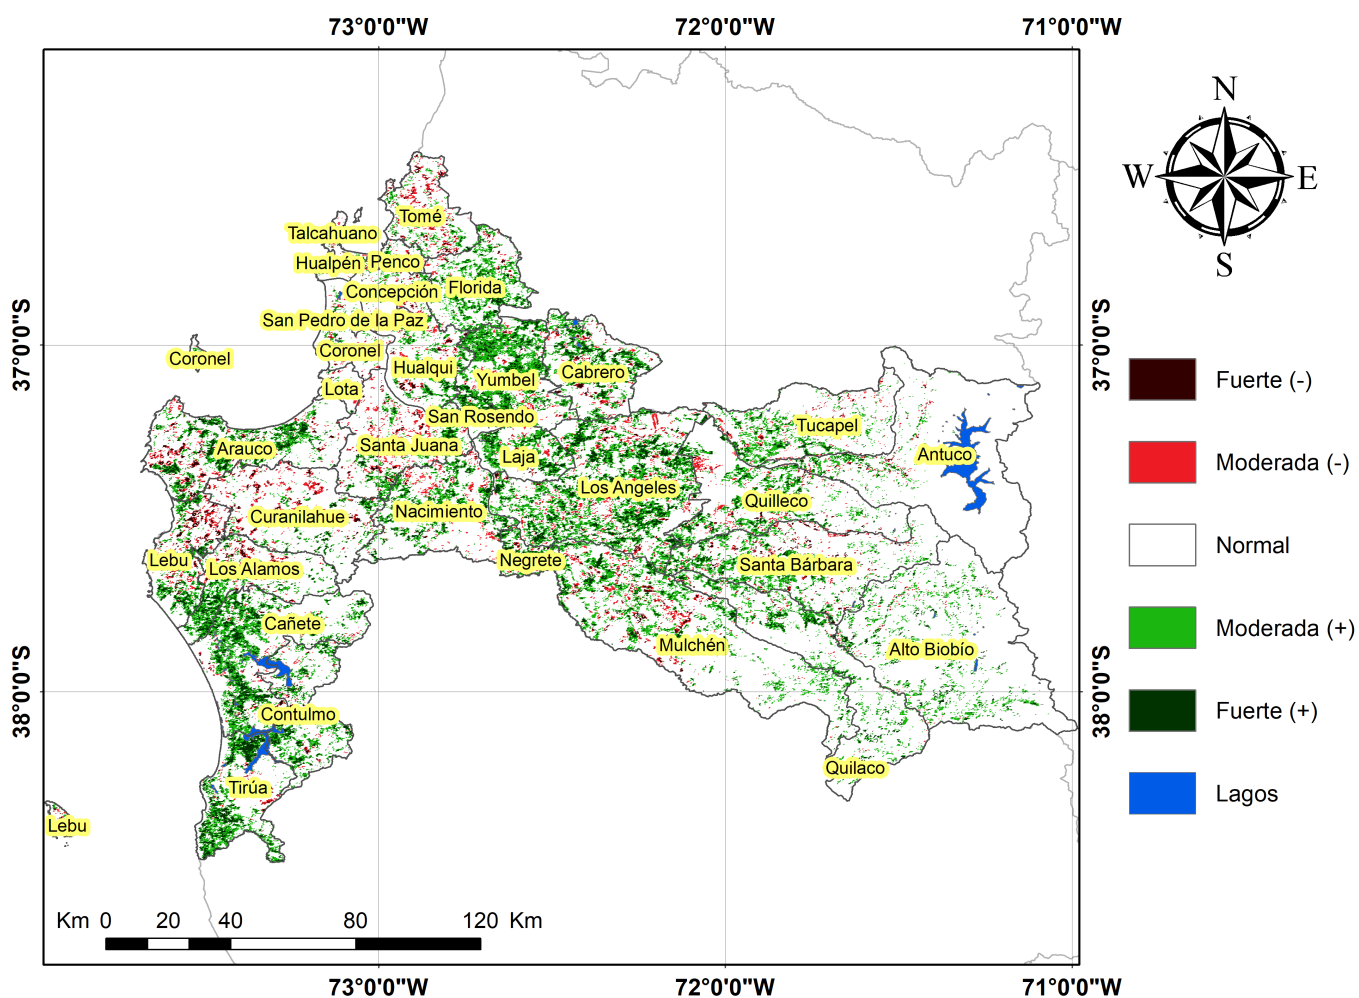 73°0'0"W 72°0'0"W 71°0'0"W
N
W E
S
Tomé
Talcahuano
Hualpén Penco
Concepción Florida
San Pedro de la Paz
37°0'0"S 37°0'0"S
Coronel Coronel
Hualqui Yumbel Cabrero
Lota
San Rosendo
Tucapel
Arauco Santa Juana Laja Antuco
Los Angeles Quilleco
Curanilahue Nacimiento
Lebu Los Alamos Negrete Santa Bárbara
Cañete
Mulchén Alto Biobío
38°0'0"S 38°0'0"S
Contulmo
Quilaco
Tirúa
Lebu
Fuerte (-)
Moderada (-)
Normal
Moderada (+)
Fuerte (+)
Lagos
Km 0 20 40 80 120 Km
73°0'0"W 72°0'0"W 71°0'0"W